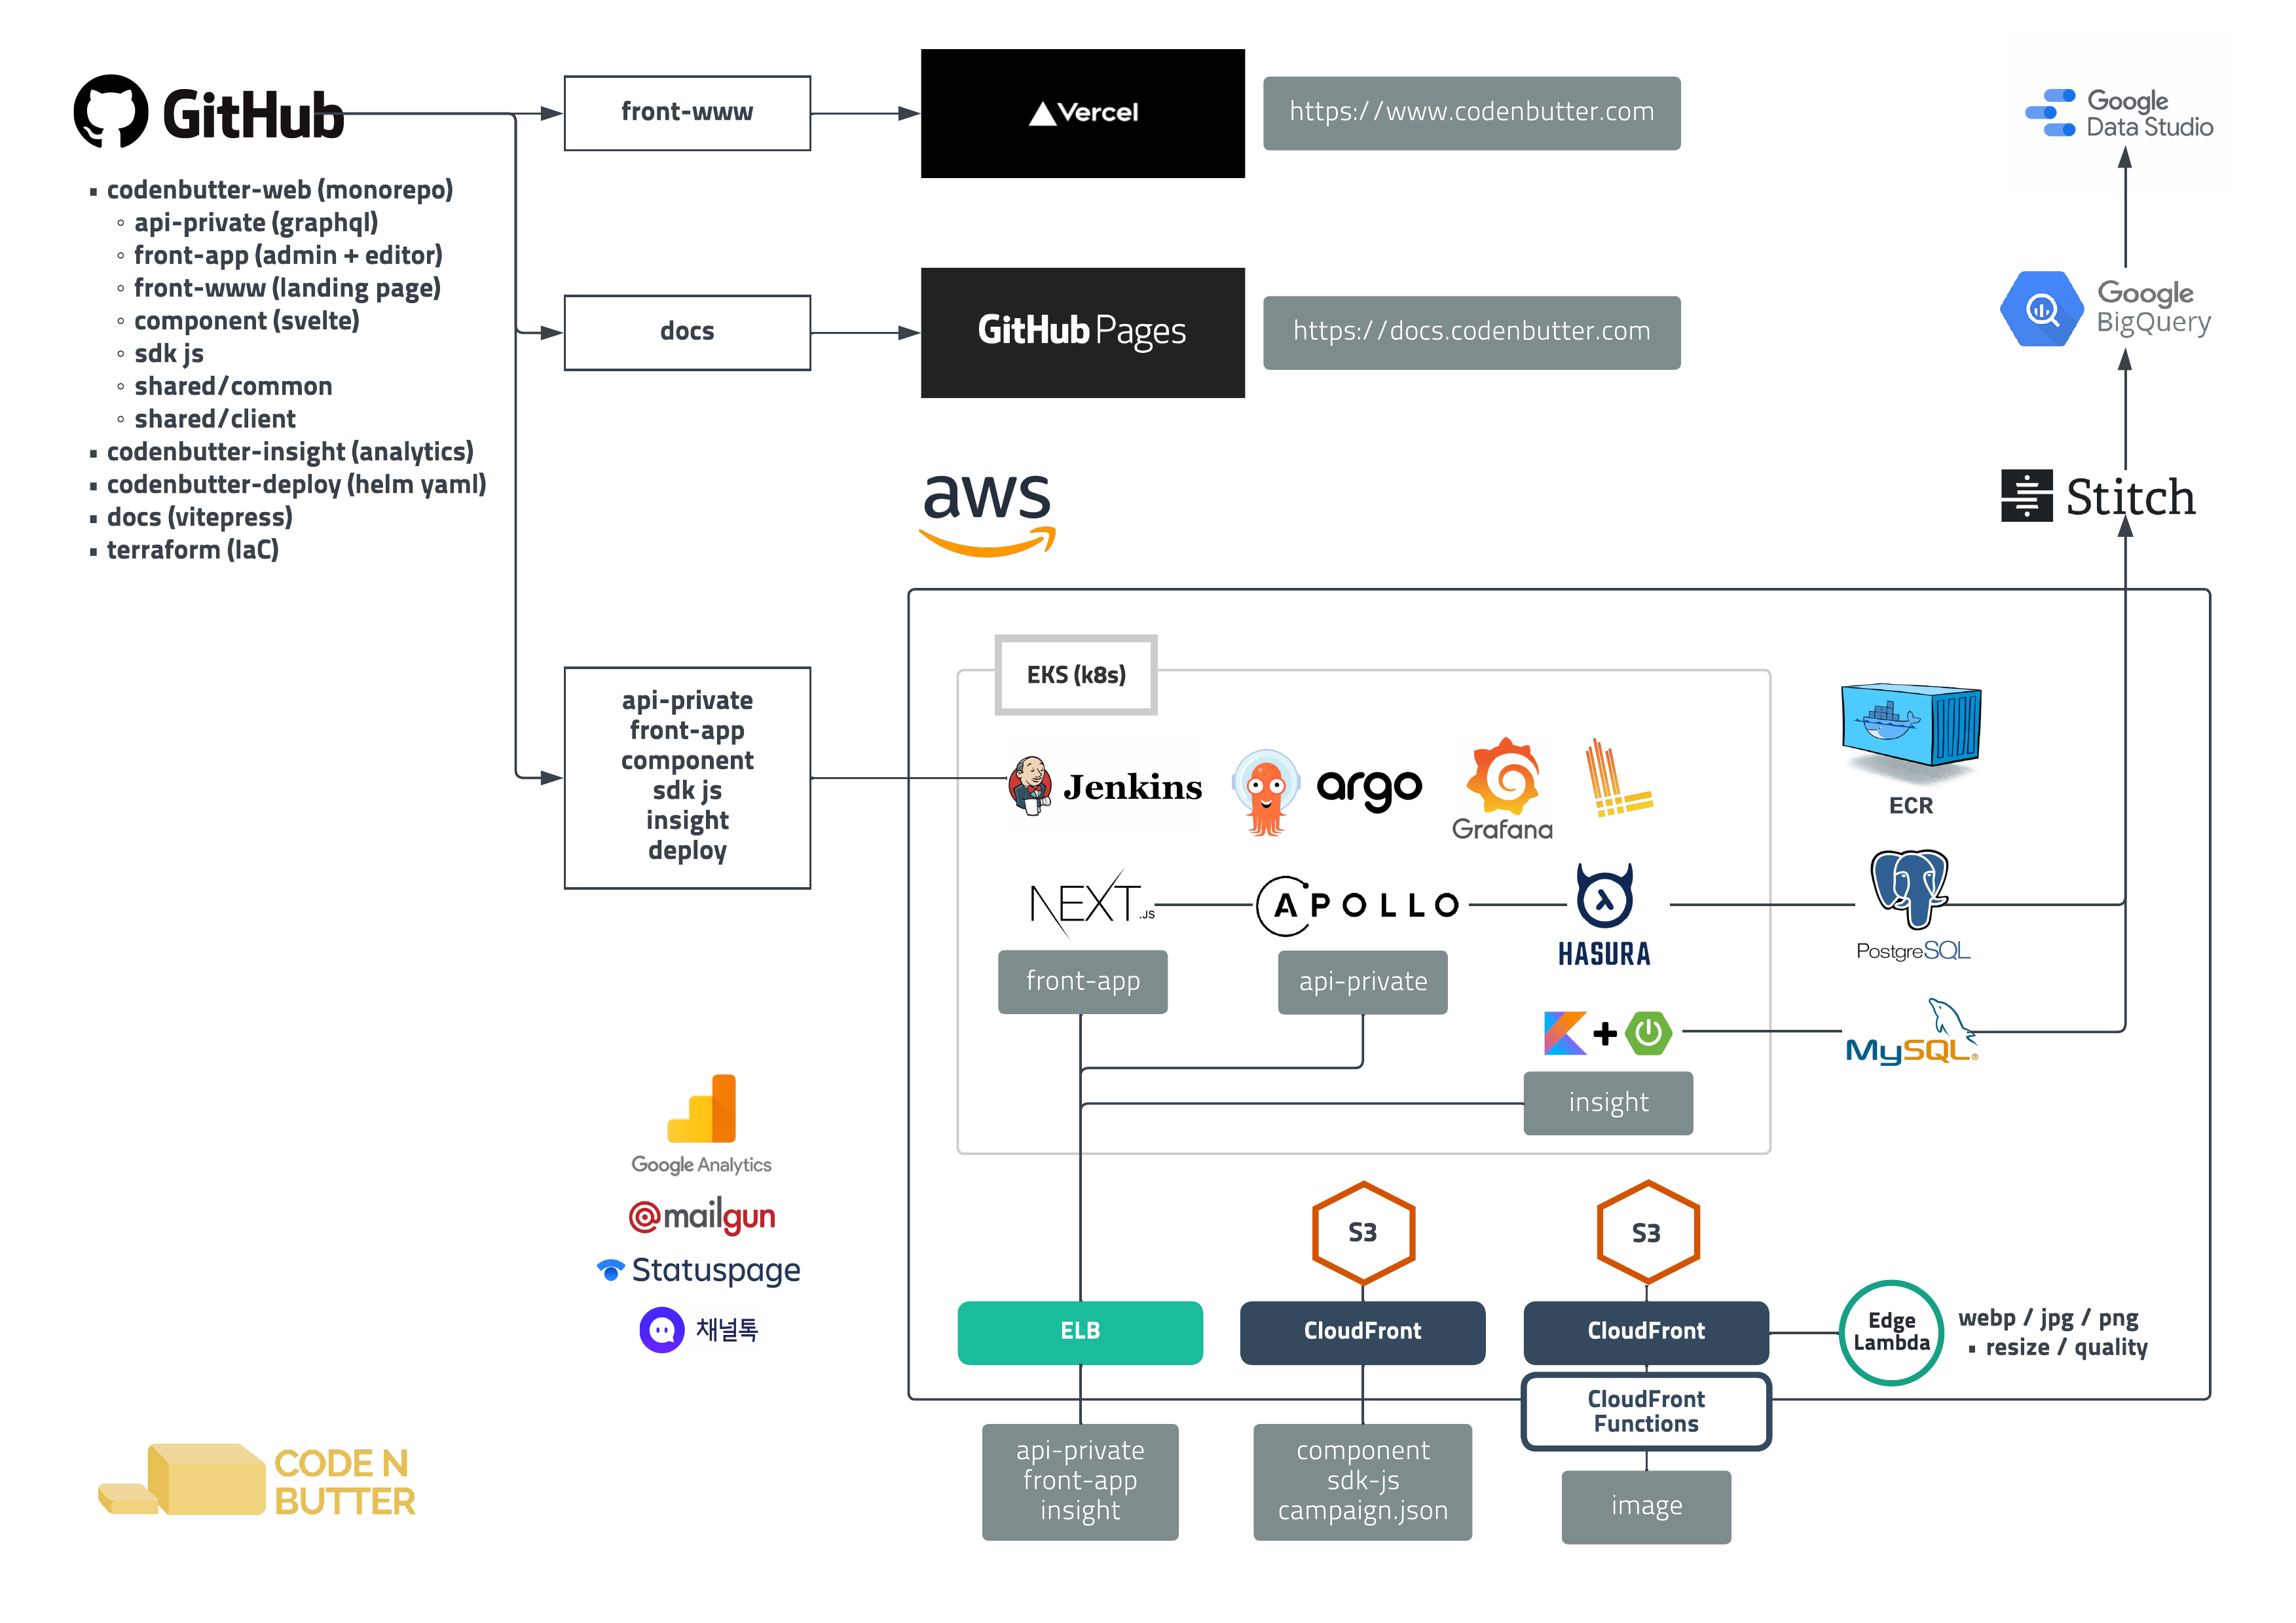 GitHub
▪ codenbutter-web (monorepo)
◦ api-private (graphql)
◦ front-app (admin + editor)
◦ front-www (landing page)
◦ component (svelte)
◦ sdk js
◦ shared/common
◦ shared/client
▪ codenbutter-insight (analytics)
▪ codenbutter-deploy (helm yaml)
▪ docs (vitepress)
▪ terraform (IaC)
front-www
Vercel
https://www.codenbutter.com
docs
GitHub Pages
https://docs.codenbutter.com
Google
Data Studio
Google
BigQuery
Stitch
aws
api-private
front-app
component
sdk js
insight
deploy
EKS (k8s)
Jenkins
argo
Grafana
ECR
NEXT.JS
APOLLO
HASURA
PostgreSQL
front-app
api-private
+
MySQL®
insight
Google Analytics
@mailgun
Statuspage
채널톡
S3
S3
ELB
CloudFront
CloudFront
Edge
Lambda
webp / jpg / png
▪ resize / quality
CloudFront
Functions
api-private
front-app
insight
component
sdk-js
campaign.json
image
CODE N
BUTTER